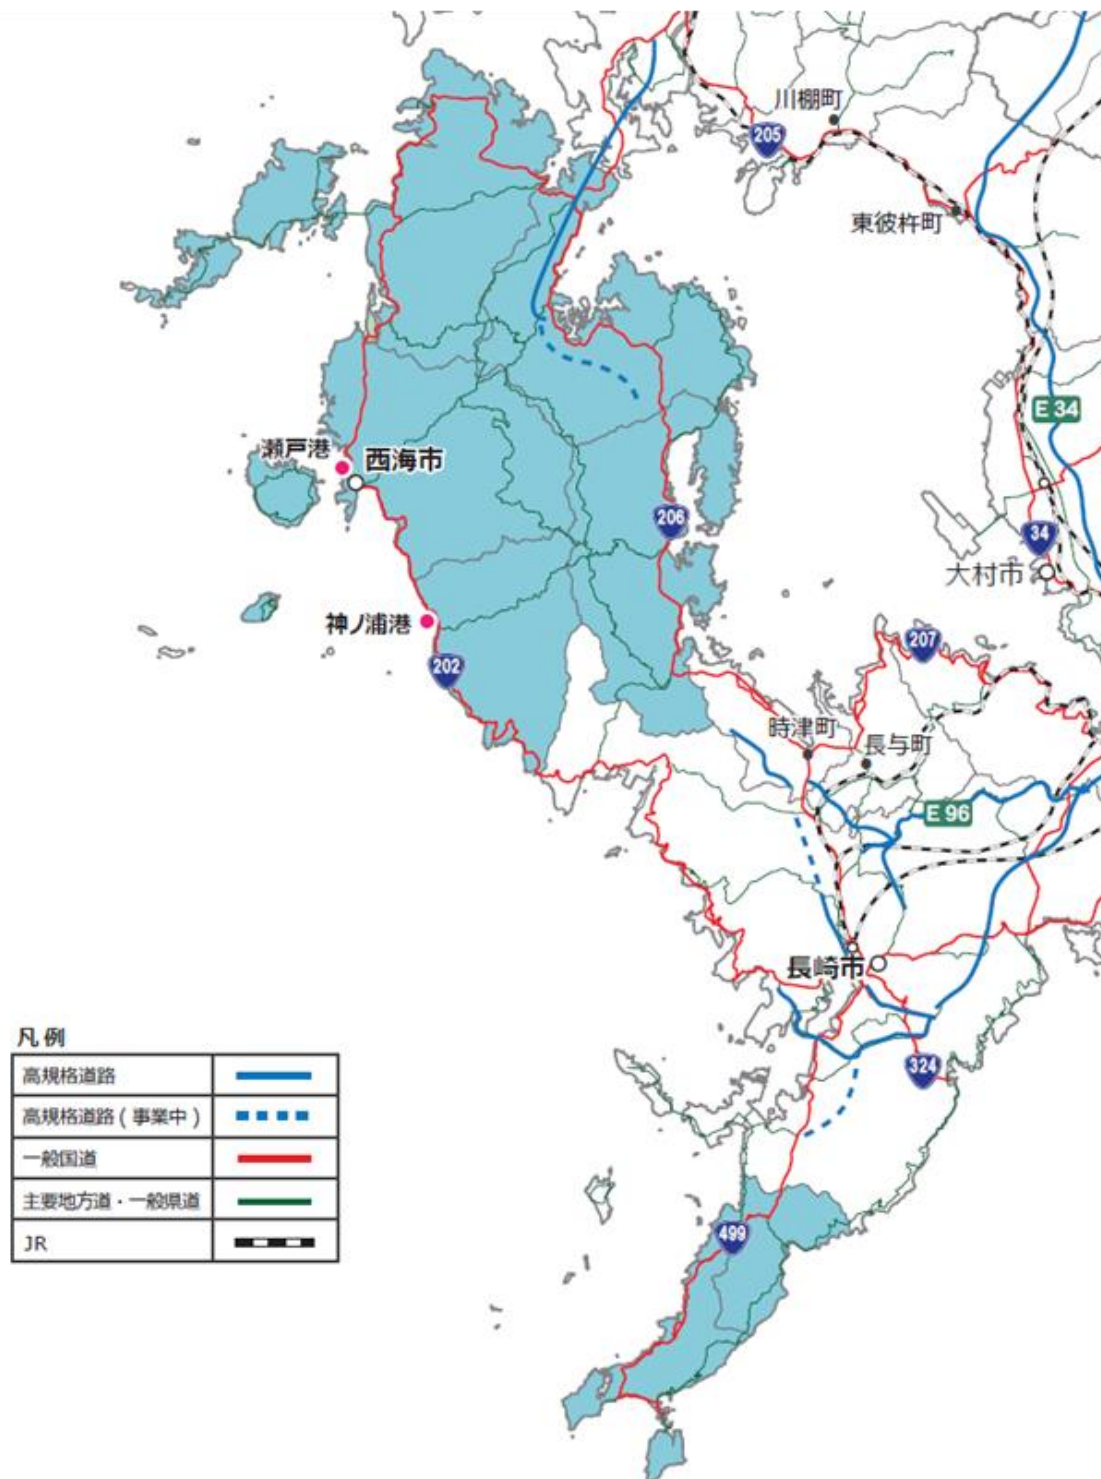 川棚町
205
東彼杵町
E 34
瀬戸港
西海市
206
34
大村市
神ノ浦港
207
202
時津町
長与町
E 96
長崎市
凡例
高規格道路
324
高規格道路(事業中)
一般国道
主要地方道・一般県道
499
JR